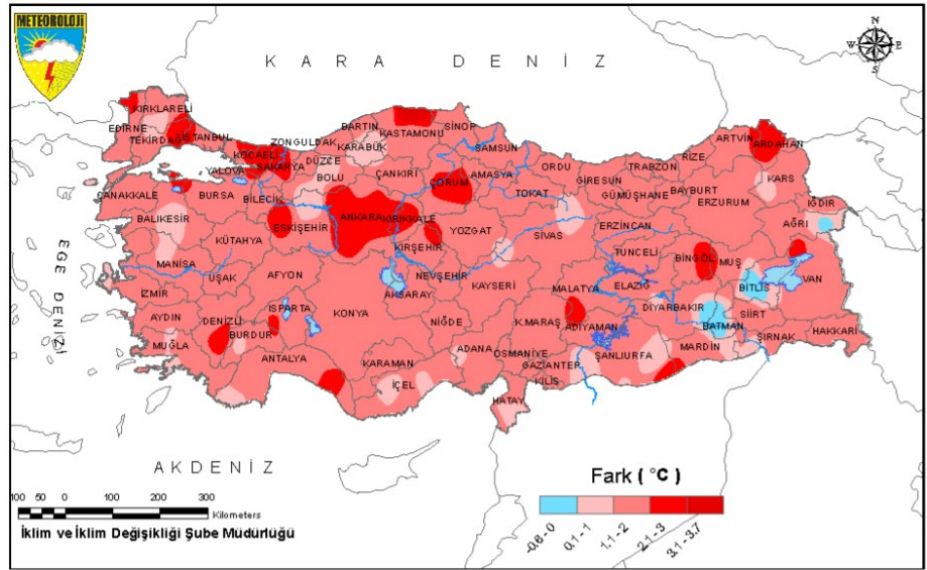 METEOROLOJİ
N
W E
S
KARA DENİZ
KIRKLARELİ
EDİRNE
TEKİRDAĞ
İSTANBUL
KOCAELİ
YALOVA
SAKARYA
ZONGULDAK
DÜZCE
BOLU
BARTIN
KARABÜK
KASTAMONU
SİNOP
SAMSUN
ÇANKIRI
ÇORUM
AMASYA
TOKAT
ORDU
GİRESUN
TRABZON
RİZE
ARTVİN
ARDAHAN
GÜMÜŞHANE
BAYBURT
ERZURUM
KARS
IĞDIR
AĞRI
ÇANAKKALE
BURSA
BİLECİK
BALIKESİR
ESKİŞEHİR
ANKARA
KIRIKKALE
KIRŞEHİR
YOZGAT
SİVAS
ERZİNCAN
TUNCELİ
BİNGÖL
MUŞ
KÜTAHYA
MANİSA
UŞAK
AFYON
NEVŞEHİR
AKSARAY
KAYSERİ
MALATYA
ELAZIĞ
BİTLİS
VAN
İZMİR
ISPARTA
KONYA
DİYARBAKIR
SİİRT
BATMAN
AYDIN
DENİZLİ
BURDUR
NİĞDE
K.MARAŞ
ADIYAMAN
HAKKARİ
ŞIRNAK
MARDİN
MUĞLA
ANTALYA
KARAMAN
ADANA
OSMANİYE
GAZİANTEP
ŞANLIURFA
KİLİS
İÇEL
HATAY
EGE DENİZİ
AKDENİZ
Fark ( °C )
-0.6 - 0
0.1 - 1
1.1 - 2
2.1 - 3
3.1 - 3.7
100 50 0 100 200 300
Kilometers
İklim ve İklim Değişikliği Şube Müdürlüğü